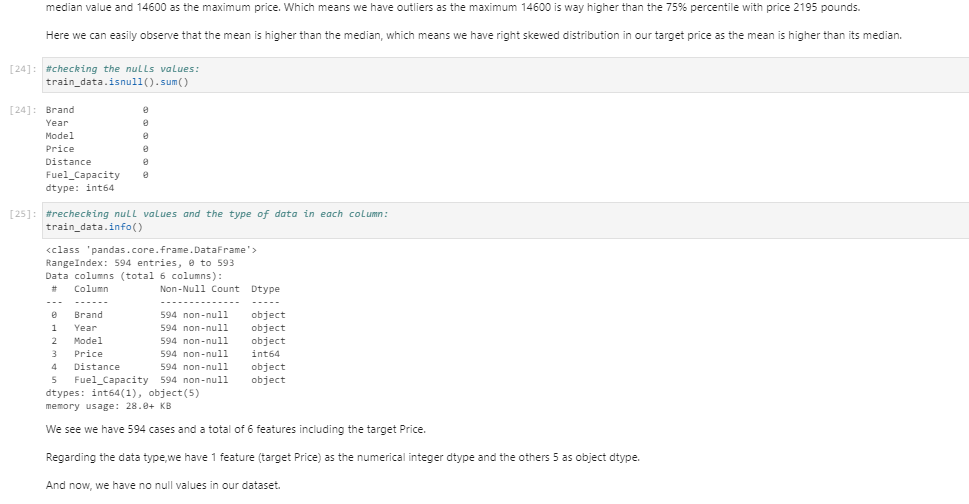 median value and 14600 as the maximum price. Which means we have outliers as the maximum 14600 is way higher than the 75% percentile with price 2195 pounds.
Here we can easily observe that the mean is higher than the median, which means we have right skewed distribution in our target price as the mean is higher than its median.
[24]: #checking the nulls values:
train_data.isnull().sum()
[24]: Brand 0
Year 0
Model 0
Price 0
Distance 0
Fuel_Capacity 0
dtype: int64
[25]: #rechecking null values and the type of data in each column:
train_data.info()
<class 'pandas.core.frame.DataFrame'>
RangeIndex: 594 entries, 0 to 593
Data columns (total 6 columns):
# Column Non-Null Count Dtype
--- ------ -------------- -----
0 Brand 594 non-null object
1 Year 594 non-null object
2 Model 594 non-null object
3 Price 594 non-null int64
4 Distance 594 non-null object
5 Fuel_Capacity 594 non-null object
dtypes: int64(1), object(5)
memory usage: 28.0+ KB
We see we have 594 cases and a total of 6 features including the target Price.
Regarding the data type,we have 1 feature (target Price) as the numerical integer dtype and the others 5 as object dtype.
And now, we have no null values in our dataset.